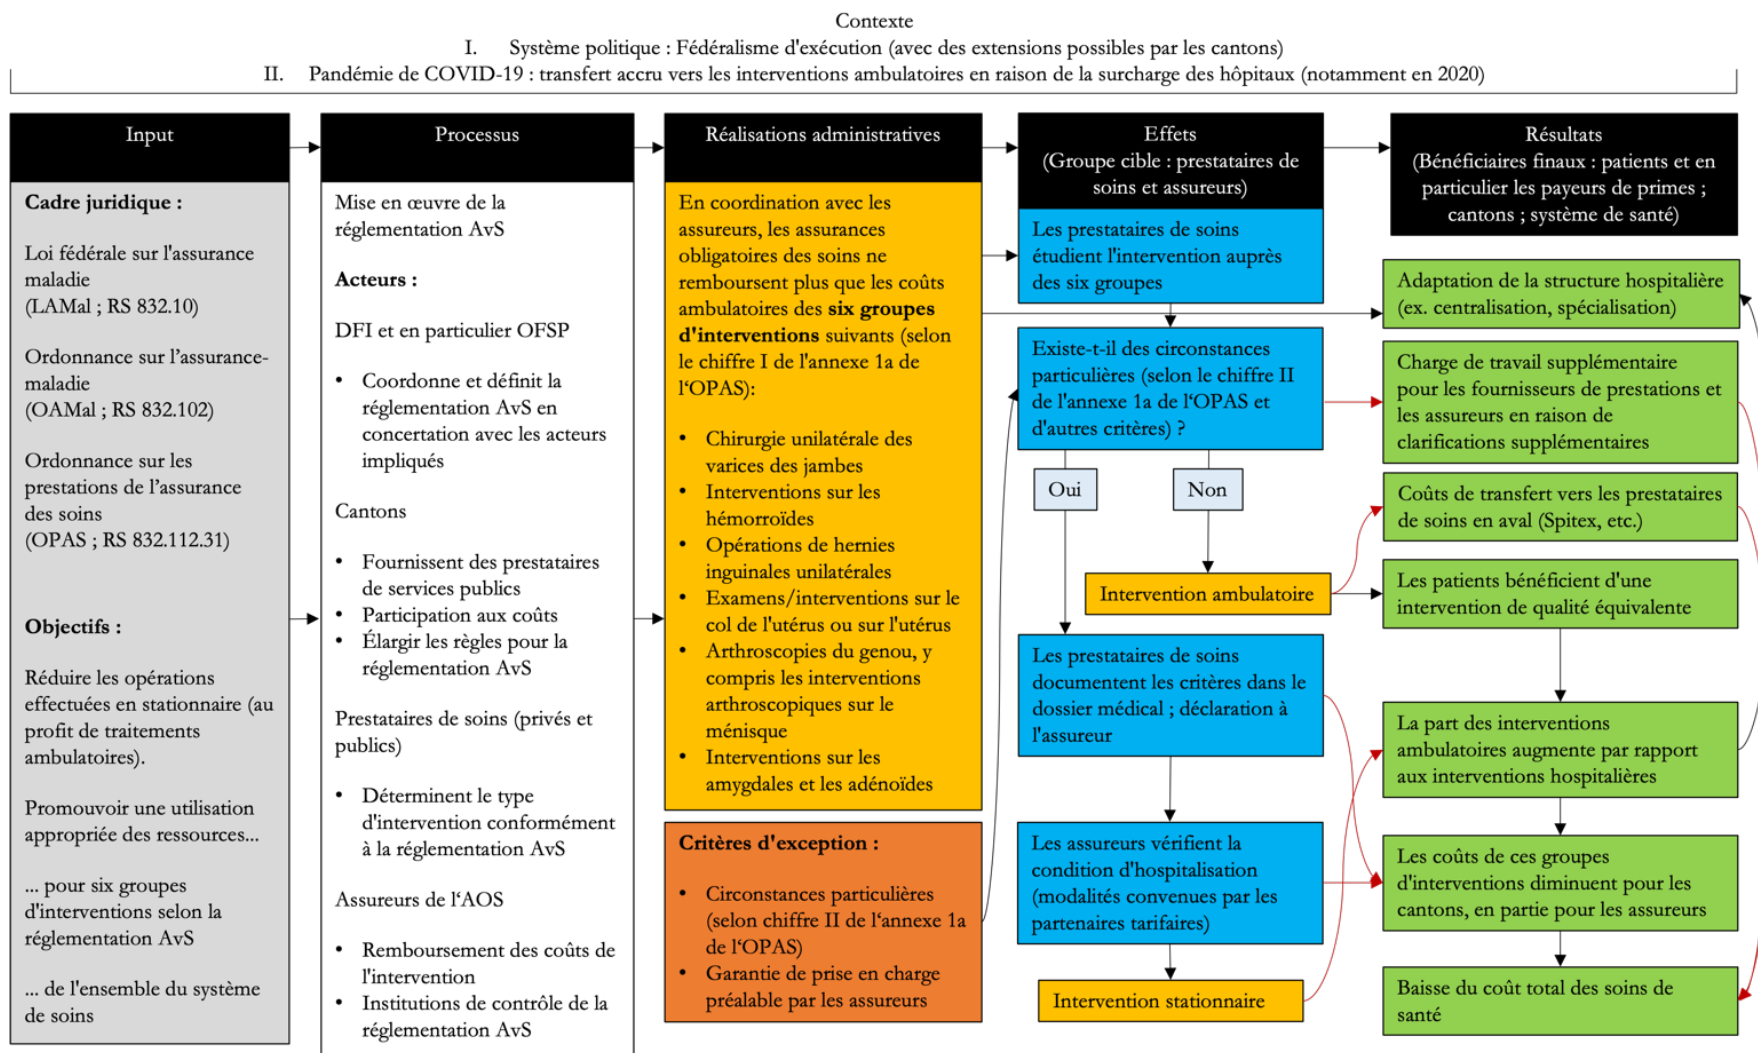 Contexte
I. Système politique : Fédéralisme d'exécution (avec des extensions possibles par les cantons)
II. Pandémie de COVID-19 : transfert accru vers les interventions ambulatoires en raison de la surcharge des hôpitaux (notamment en 2020)
Input
Cadre juridique :
Loi fédérale sur l'assurance
maladie
(LAMal ; RS 832.10)
Ordonnance sur l'assurance-
maladie
(OAMal ; RS 832.102)
Ordonnance sur les
prestations de l'assurance
des soins
(OPAS ; RS 832.112.31)
Objectifs :
Réduire les opérations
effectuées en stationnaire (au
profit de traitements
ambulatoires).
Promouvoir une utilisation
appropriée des ressources...
... pour six groupes
d'interventions selon la
réglementation AvS
... de l'ensemble du système
de soins
Processus
Mise en œuvre de la
réglementation AvS
Acteurs :
DFI et en particulier OFSP
• Coordonne et définit la
réglementation AvS en
concertation avec les acteurs
impliqués
Cantons
• Fournissent des prestataires
de services publics
• Participation aux coûts
• Élargir les règles pour la
réglementation AvS
Prestataires de soins (privés et
publics)
• Déterminent le type
d'intervention conformément
à la réglementation AvS
Assureurs de l'AOS
• Remboursement des coûts de
l'intervention
• Institutions de contrôle de la
réglementation AvS
Réalisations administratives
En coordination avec les
assureurs, les assurances
obligatoires des soins ne
remboursent plus que les coûts
ambulatoires des six groupes
d'interventions suivants (selon
le chiffre I de l'annexe 1a de
l'OPAS):
• Chirurgie unilatérale des
varices des jambes
• Interventions sur les
hémorroïdes
• Opérations de hernies
inguinales unilatérales
• Examens/interventions sur le
col de l'utérus ou sur l'utérus
• Arthroscopies du genou, y
compris les interventions
arthroscopiques sur le
ménisque
• Interventions sur les
amygdales et les adénoïdes
Critères d'exception :
• Circonstances particulières
(selon chiffre II de l'annexe 1a
de l'OPAS)
• Garantie de prise en charge
préalable par les assureurs
Effets
(Groupe cible : prestataires de
soins et assureurs)
Les prestataires de soins
étudient l'intervention auprès
des six groupes
Existe-t-il des circonstances
particulières (selon le chiffre II
de l'annexe 1a de l'OPAS et
d'autres critères) ?
Oui
Non
Intervention ambulatoire
Les prestataires de soins
documentent les critères dans le
dossier médical ; déclaration à
l'assureur
Les assureurs vérifient la
condition d'hospitalisation
(modalités convenues par les
partenaires tarifaires)
Intervention stationnaire
Résultats
(Bénéficiaires finaux : patients et en
particulier les payeurs de primes ;
cantons ; système de santé)
Adaptation de la structure hospitalière
(ex. centralisation, spécialisation)
Charge de travail supplémentaire
pour les fournisseurs de prestations et
les assureurs en raison de
clarifications supplémentaires
Coûts de transfert vers les prestataires
de soins en aval (Spitex, etc.)
Les patients bénéficient d'une
intervention de qualité équivalente
La part des interventions
ambulatoires augmente par rapport
aux interventions hospitalières
Les coûts de ces groupes
d'interventions diminuent pour les
cantons, en partie pour les assureurs
Baisse du coût total des soins de
santé